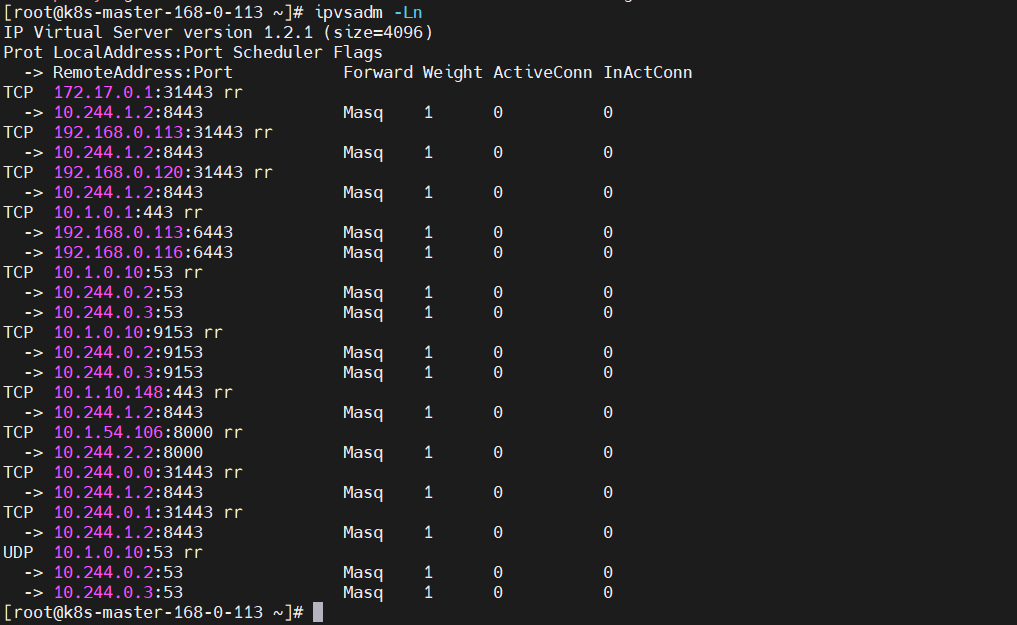 [root@k8s-master-168-0-113 ~]# ipvsadm -Ln
IP Virtual Server version 1.2.1 (size=4096)
Prot LocalAddress:Port Scheduler Flags
  -> RemoteAddress:Port           Forward Weight ActiveConn InActConn
TCP  172.17.0.1:31443 rr
  -> 10.244.1.2:8443              Masq    1      0          0
TCP  192.168.0.113:31443 rr
  -> 10.244.1.2:8443              Masq    1      0          0
TCP  192.168.0.120:31443 rr
  -> 10.244.1.2:8443              Masq    1      0          0
TCP  10.1.0.1:443 rr
  -> 192.168.0.113:6443           Masq    1      0          0
  -> 192.168.0.116:6443           Masq    1      0          0
TCP  10.1.0.10:53 rr
  -> 10.244.0.2:53                Masq    1      0          0
  -> 10.244.0.3:53                Masq    1      0          0
TCP  10.1.0.10:9153 rr
  -> 10.244.0.2:9153              Masq    1      0          0
  -> 10.244.0.3:9153              Masq    1      0          0
TCP  10.1.10.148:443 rr
  -> 10.244.1.2:8443              Masq    1      0          0
TCP  10.1.54.106:8000 rr
  -> 10.244.2.2:8000              Masq    1      0          0
TCP  10.244.0.0:31443 rr
  -> 10.244.1.2:8443              Masq    1      0          0
TCP  10.244.0.1:31443 rr
  -> 10.244.1.2:8443              Masq    1      0          0
UDP  10.1.0.10:53 rr
  -> 10.244.0.2:53                Masq    1      0          0
  -> 10.244.0.3:53                Masq    1      0          0
[root@k8s-master-168-0-113 ~]#